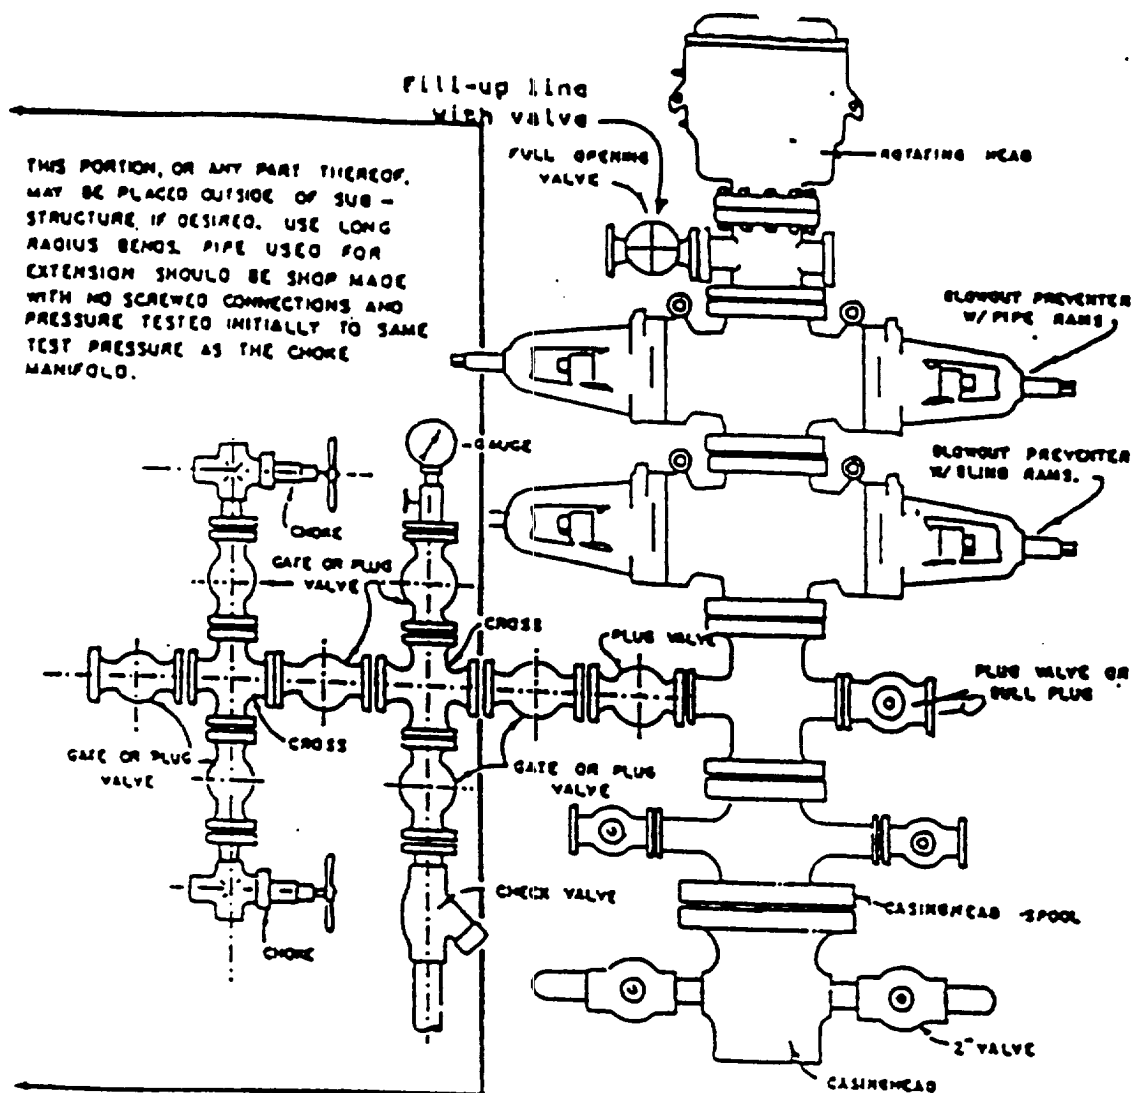 Fill-up line
with valve
FULL OPENING
VALVE
ROTATING HEAD
THIS PORTION, OR ANY PART THEREOF,
MAY BE PLACED OUTSIDE OF SUB-
STRUCTURE IF DESIRED. USE LONG
RADIUS BENDS. PIPE USED FOR
EXTENSION SHOULD BE SHOP MADE
WITH NO SCREWED CONNECTIONS AND
PRESSURE TESTED INITIALLY TO SAME
TEST PRESSURE AS THE CHOKE
MANIFOLD.
BLOWOUT PREVENTER
W/ PIPE RAMS
GAUGE
BLOWOUT PREVENTER
W/ BLIND RAMS.
CHOKE
GATE OR PLUG
VALVE
CROSS
PLUG VALVE
PLUG VALVE OR
BULL PLUG
CROSS
GATE OR PLUG
VALVE
GATE OR PLUG
VALVE
CHECK VALVE
CASINGHEAD SPOOL
CHOKE
2" VALVE
CASINGHEAD